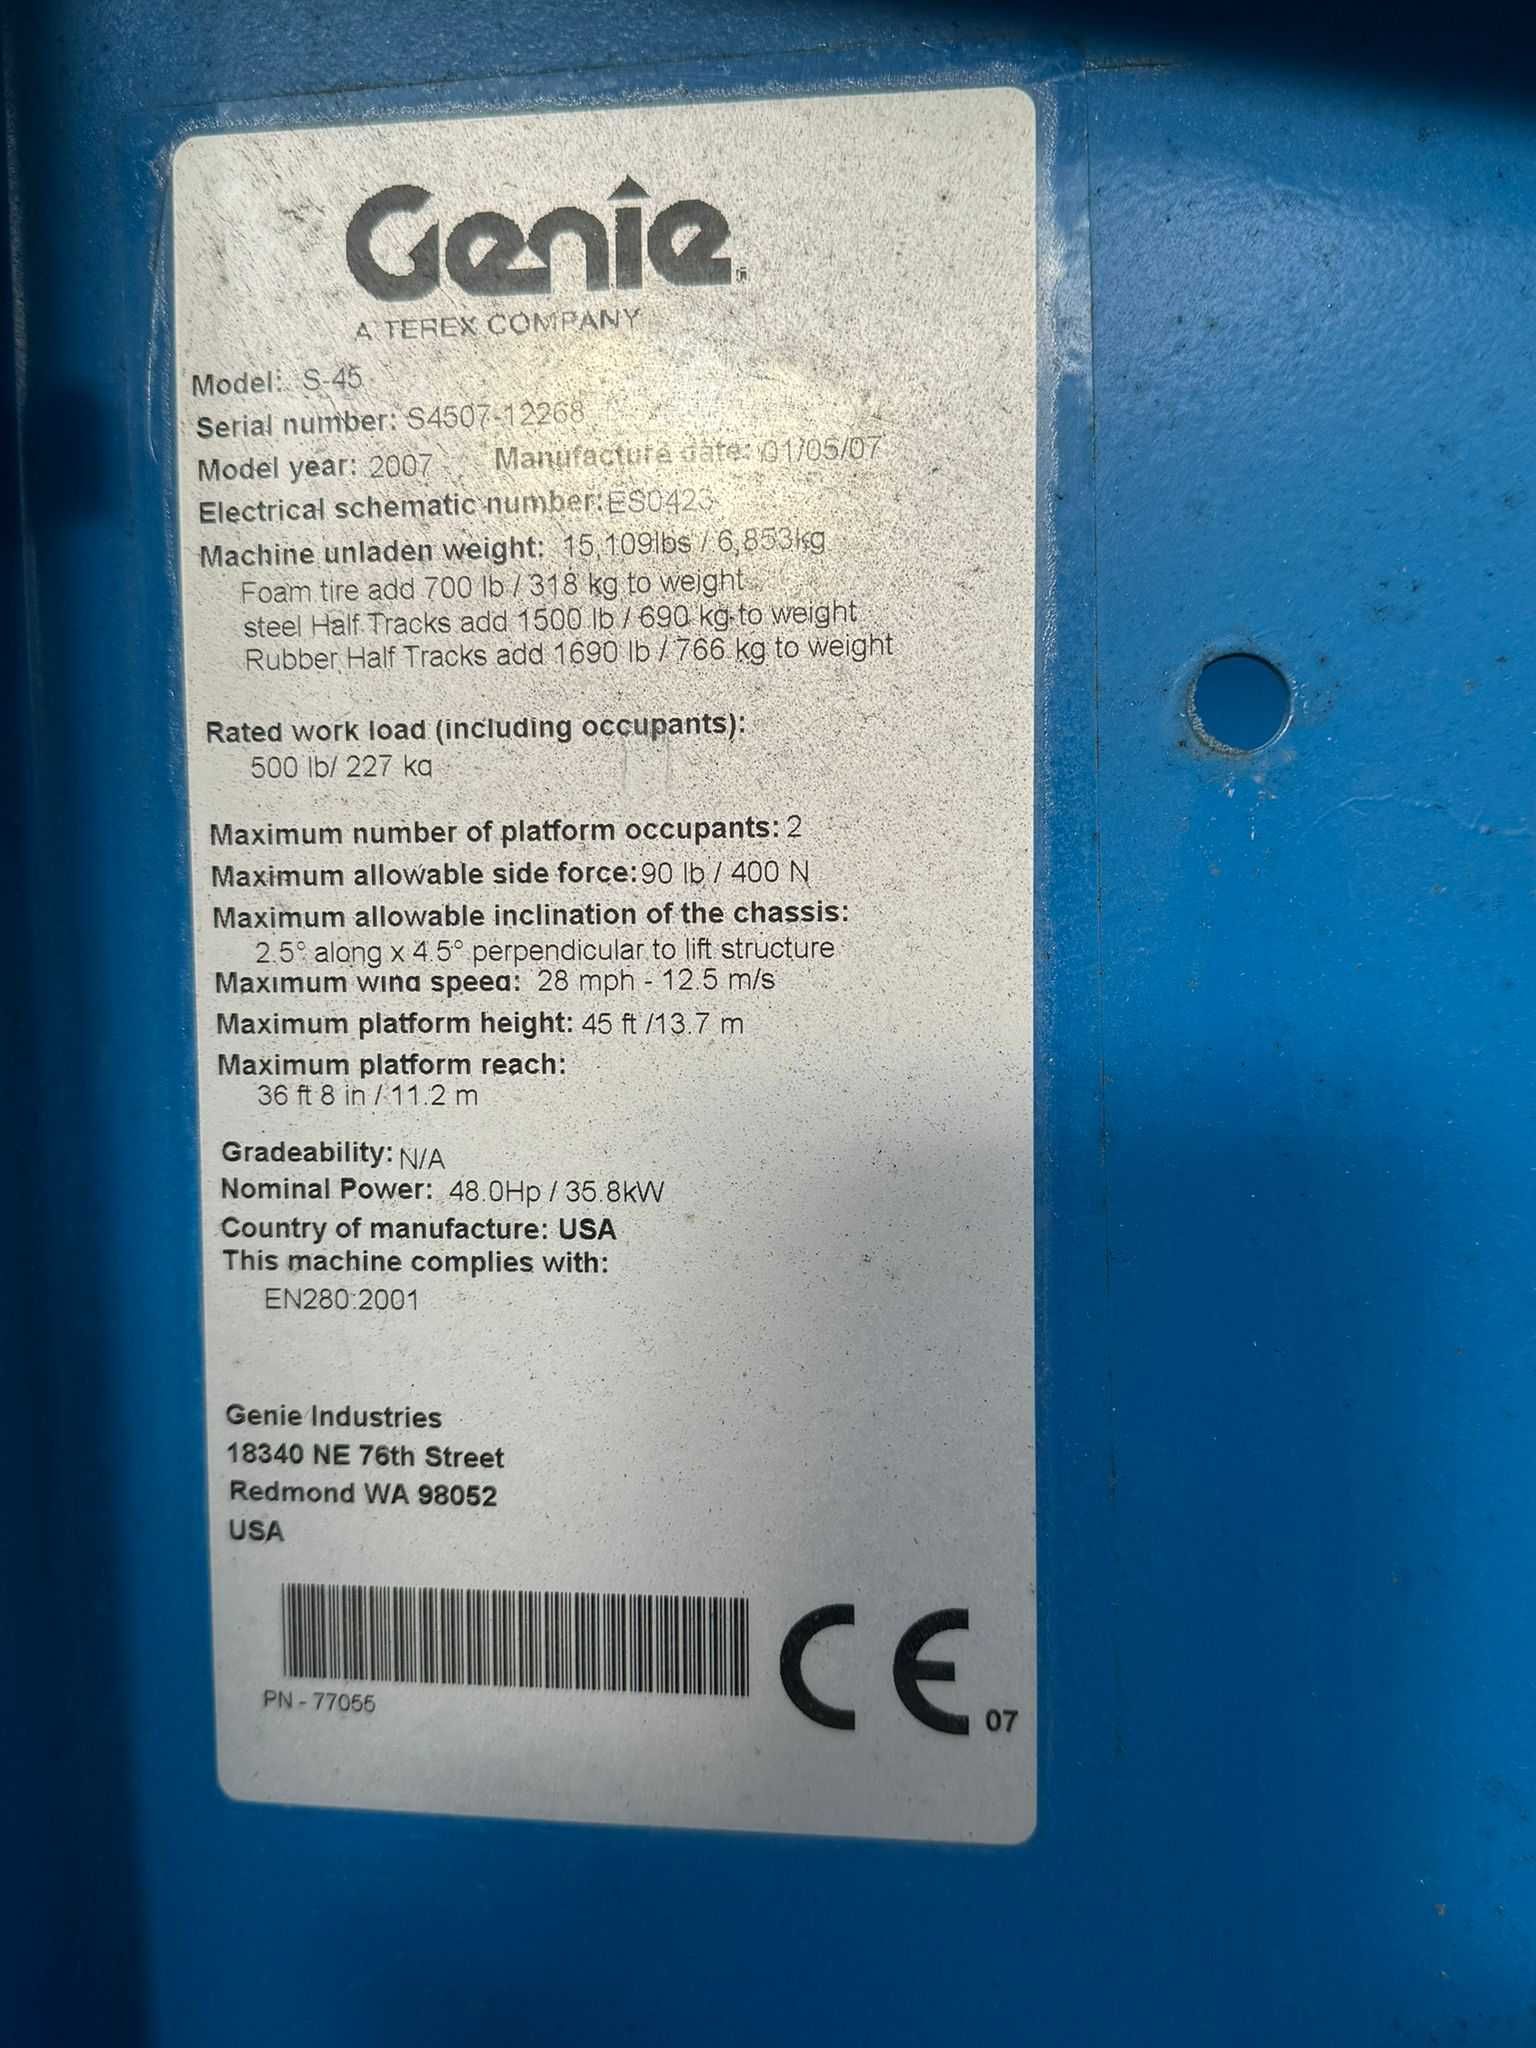 Genie
A TEREX COMPANY
Model: S-45
Serial number: S4507-12268
Model year: 2007 Manufacture date: 01/05/07
Electrical schematic number: ES0423
Machine unladen weight: 15,109lbs / 6,853kg
Foam tire add 700 lb / 318 kg to weight
steel Half Tracks add 1500 lb / 690 kg to weight
Rubber Half Tracks add 1690 lb / 766 kg to weight
Rated work load (including occupants):
500 lb/ 227 kg
Maximum number of platform occupants: 2
Maximum allowable side force: 90 lb / 400 N
Maximum allowable inclination of the chassis:
2.5° along x 4.5° perpendicular to lift structure
Maximum wind speed: 28 mph - 12.5 m/s
Maximum platform height: 45 ft /13.7 m
Maximum platform reach:
36 ft 8 in / 11.2 m
Gradeability: N/A
Nominal Power: 48.0Hp / 35.8kW
Country of manufacture: USA
This machine complies with:
EN280:2001
Genie Industries
18340 NE 76th Street
Redmond WA 98052
USA
PN - 77055
CE 07